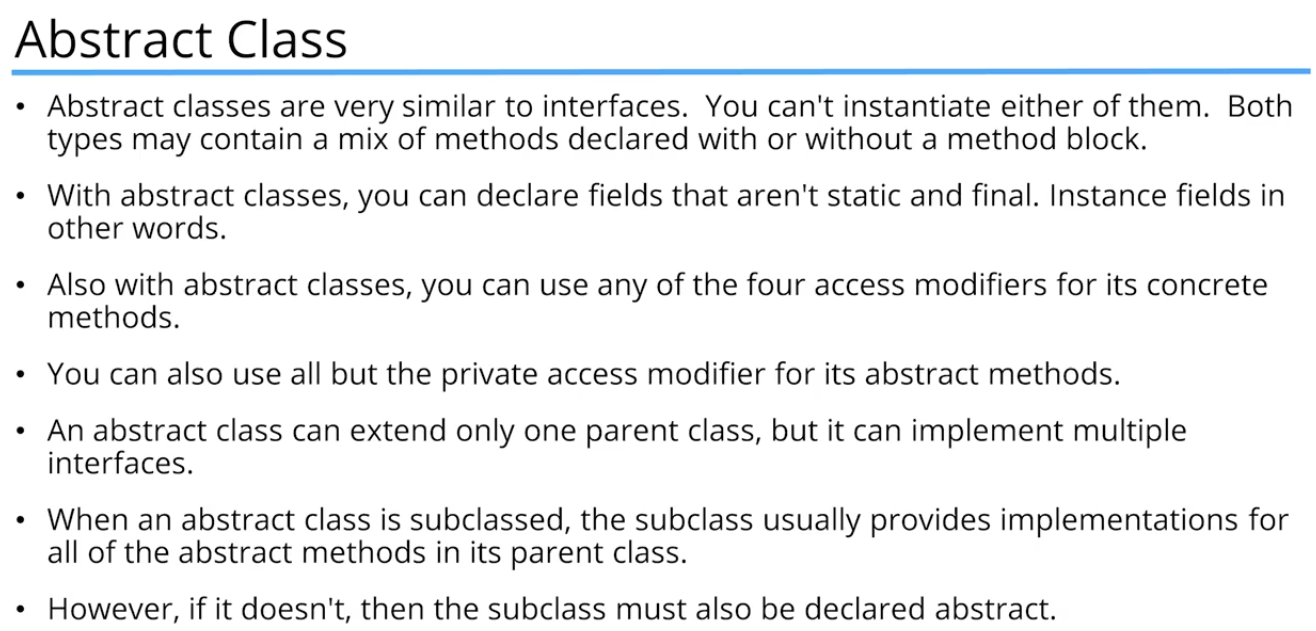 Abstract Class
• Abstract classes are very similar to interfaces.  You can't instantiate either of them.  Both
types may contain a mix of methods declared with or without a method block.
• With abstract classes, you can declare fields that aren't static and final. Instance fields in
other words.
• Also with abstract classes, you can use any of the four access modifiers for its concrete
methods.
• You can also use all but the private access modifier for its abstract methods.
• An abstract class can extend only one parent class, but it can implement multiple
interfaces.
• When an abstract class is subclassed, the subclass usually provides implementations for
all of the abstract methods in its parent class.
• However, if it doesn't, then the subclass must also be declared abstract.